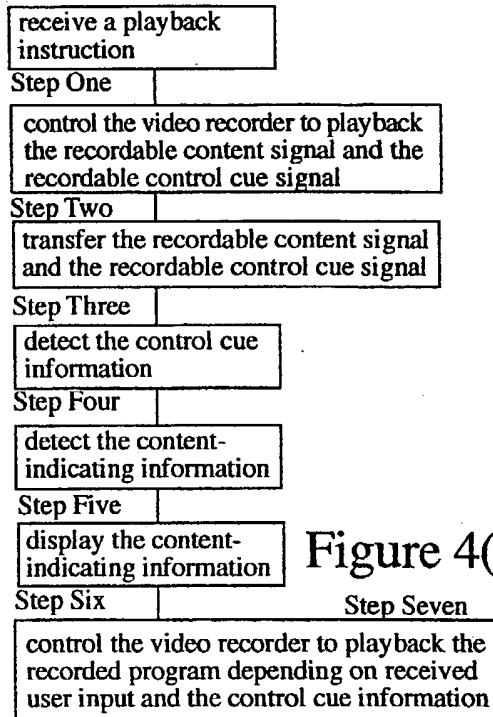 receive a playback
instruction
Step One
control the video recorder to playback
the recordable content signal and the
recordable control cue signal
Step Two
transfer the recordable content signal
and the recordable control cue signal
Step Three
detect the control cue
information
Step Four
detect the content-
indicating information
Step Five
display the content-
indicating information
Figure 4(
Step Six
Step Seven
control the video recorder to playback the
recorded program depending on received
user input and the control cue information